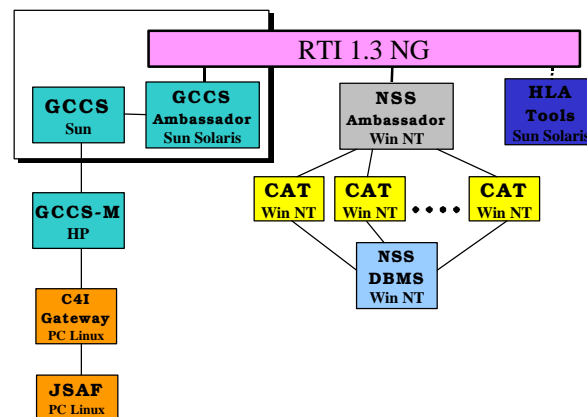 RTI 1.3 NG
GCCS
Sun
GCCS
Ambassador
Sun Solaris
NSS
Ambassador
Win NT
HLA
Tools
Sun Solaris
GCCS-M
HP
CAT
Win NT
CAT
Win NT
CAT
Win NT
NSS
DBMS
Win NT
C4I
Gateway
PC Linux
JSAF
PC Linux